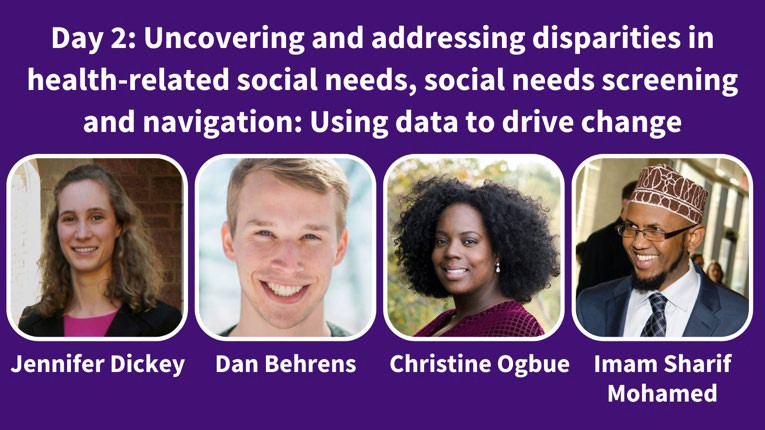 Day 2: Uncovering and addressing disparities in
health-related social needs, social needs screening
and navigation: Using data to drive change
Jennifer Dickey
Dan Behrens
Christine Ogbue
Imam Sharif
Mohamed